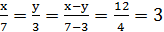 x/7 = y/3 = x−y/7−3 = 12/4 = 3